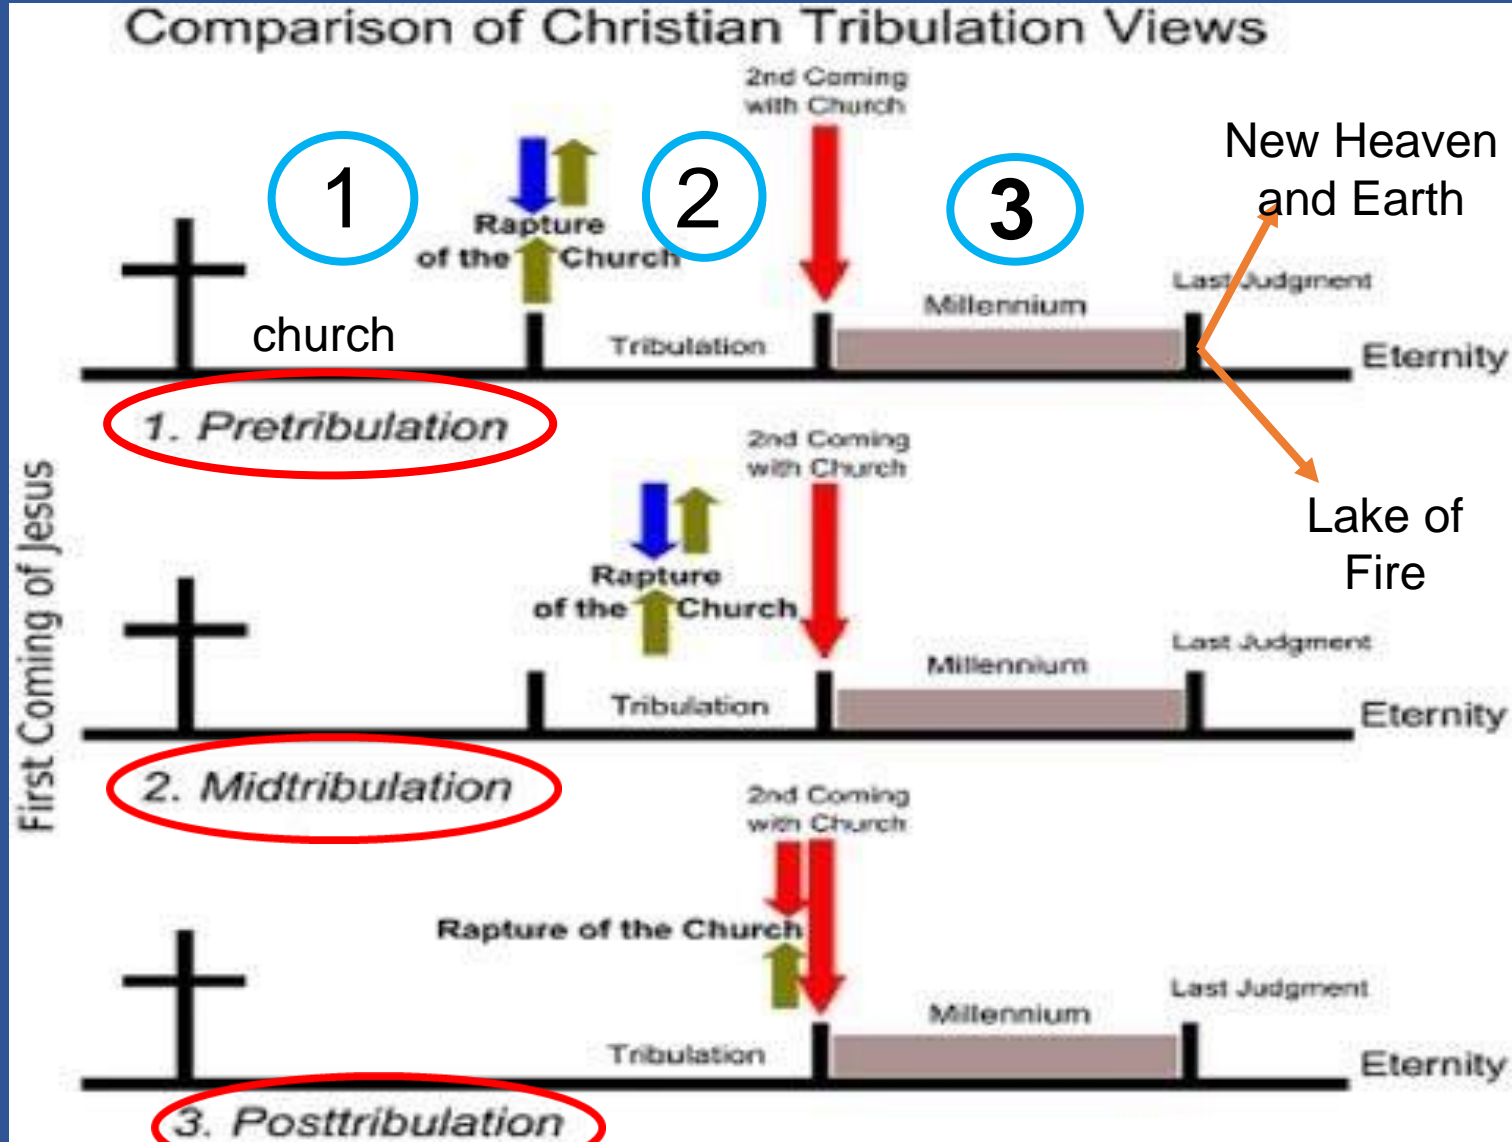 Comparison of Christian Tribulation Views
2nd Coming
with Church
New Heaven
and Earth
1
2
3
Rapture
of the Church
Last Judgment
Millennium
church
Tribulation
Eternity
1. Pretribulation
2nd Coming
with Church
First Coming of Jesus
Lake of
Fire
Rapture
of the Church
Last Judgment
Millennium
Tribulation
Eternity
2. Midtribulation
2nd Coming
with Church
Rapture of the Church
Last Judgment
Millennium
Tribulation
Eternity
3. Posttribulation